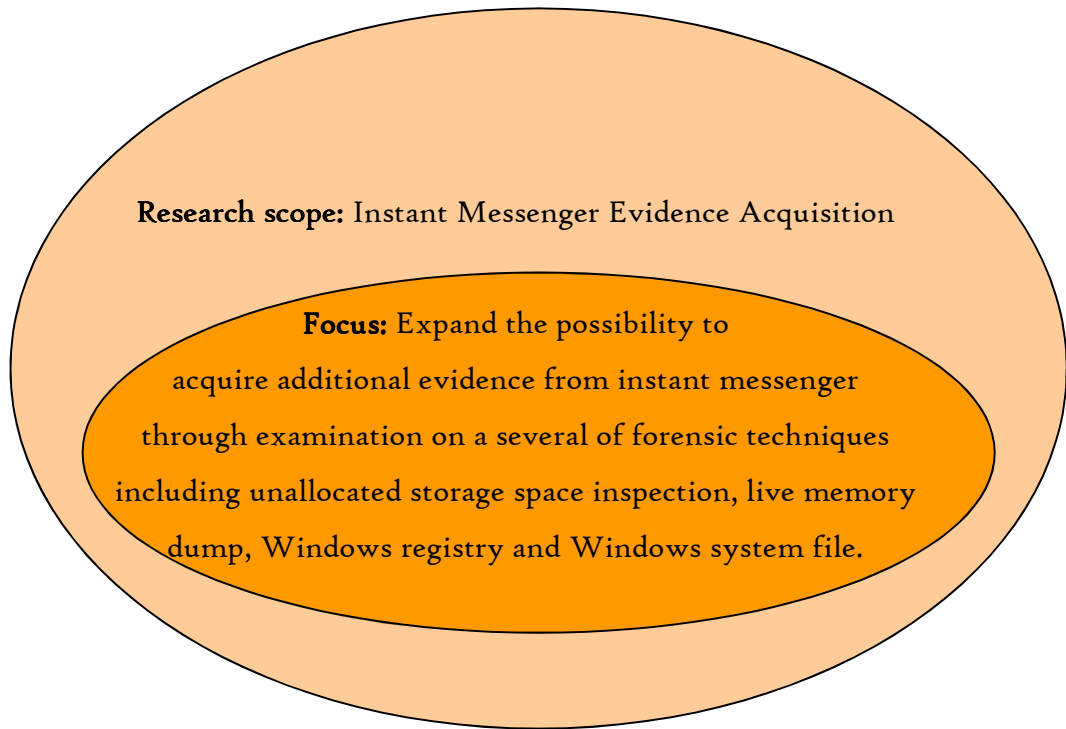 Research scope: Instant Messenger Evidence Acquisition
Focus: Expand the possibility to
acquire additional evidence from instant messenger
through examination on a several of forensic techniques
including unallocated storage space inspection, live memory
dump, Windows registry and Windows system file.